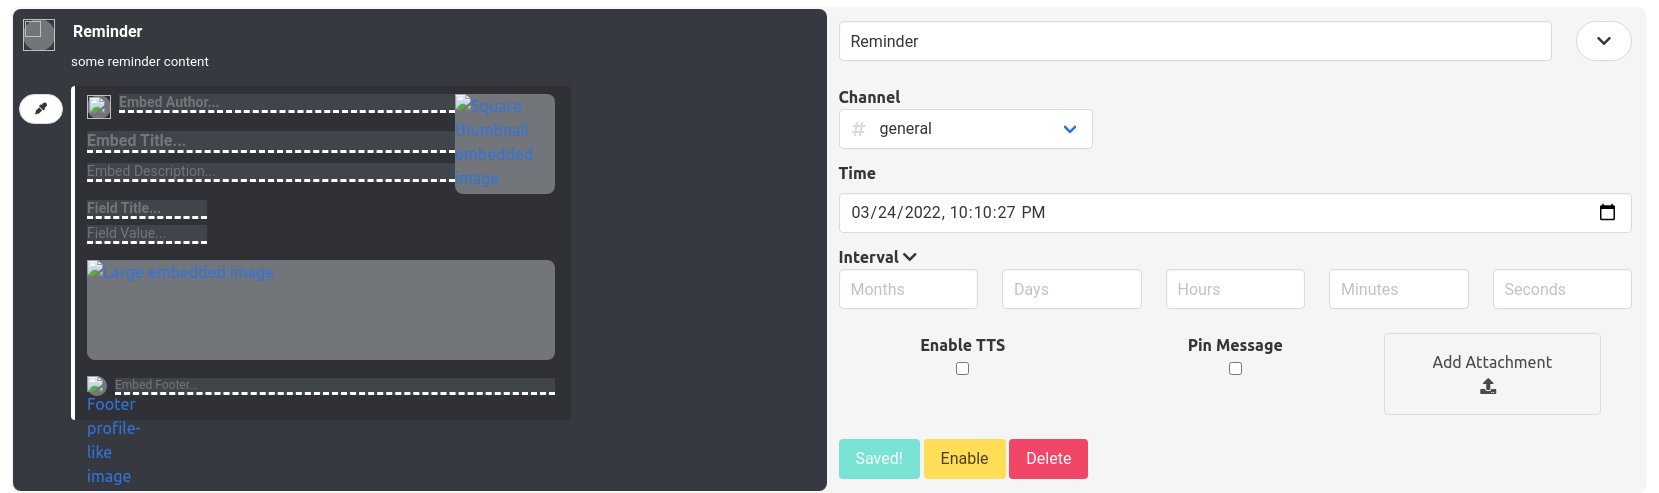 Reminder
some reminder content
Embed Author...
Square
thumbnail
embedded
image
Embed Title...
Embed Description...
Field Title...
Field Value...
Large embedded image
Embed Footer...
Footer
profile-
like
image
Reminder
Channel
# general
Time
03/24/2022, 10:10:27 PM
Interval
Months Days Hours Minutes Seconds
Enable TTS Pin Message
Add Attachment
Saved! Enable Delete